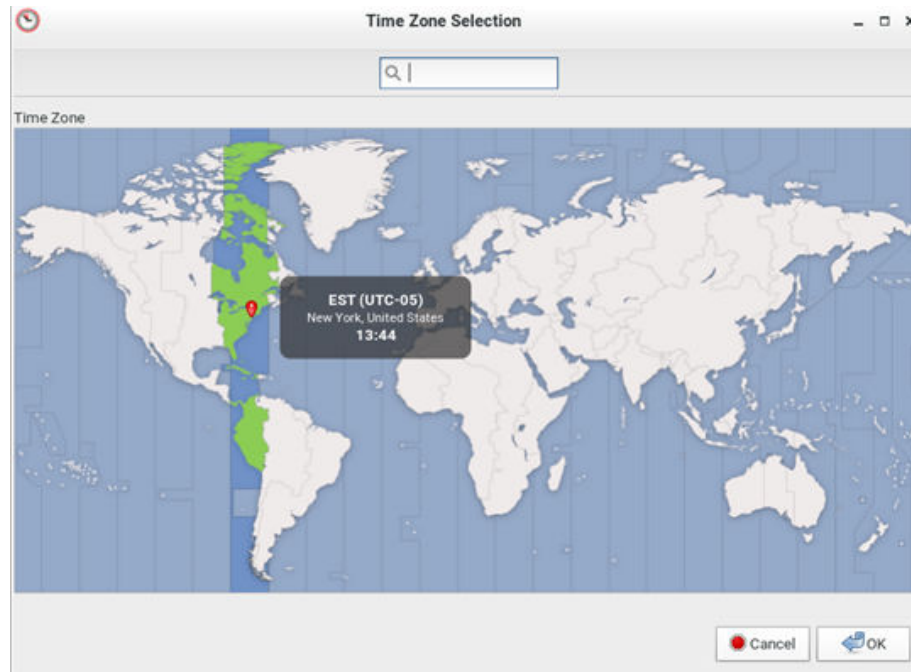 Time Zone Selection
Time Zone
EST (UTC-05)
New York, United States
13:44
Cancel
OK